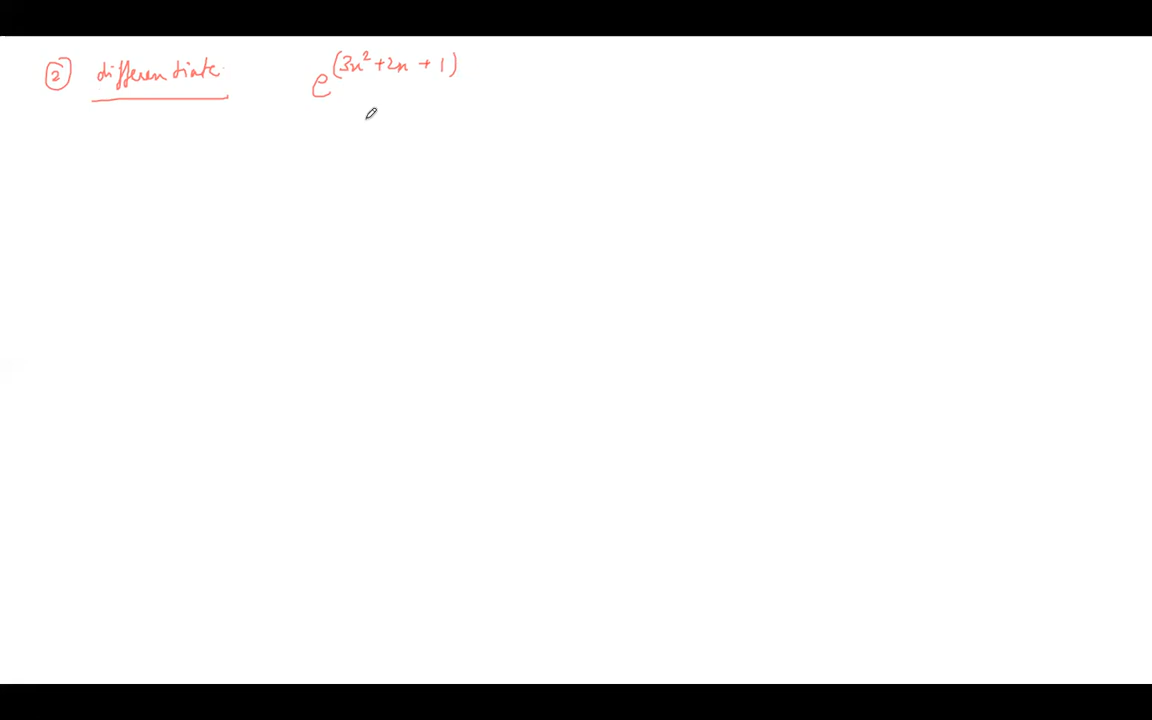 ② differentiate e^(3x²+2x+1)